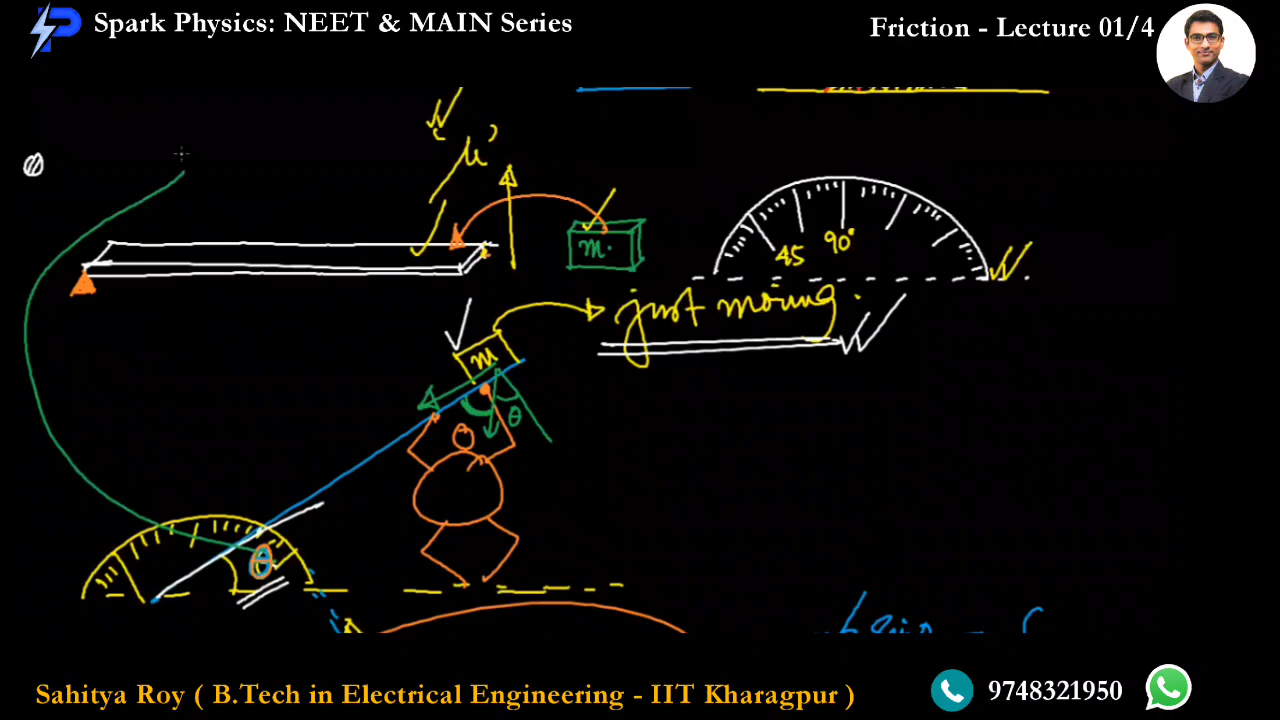 Spark Physics: NEET & MAIN Series
Friction - Lecture 01/4
'μ'
m
45 90°
just moving.
m
θ
θ
Sahitya Roy ( B.Tech in Electrical Engineering - IIT Kharagpur )
9748321950